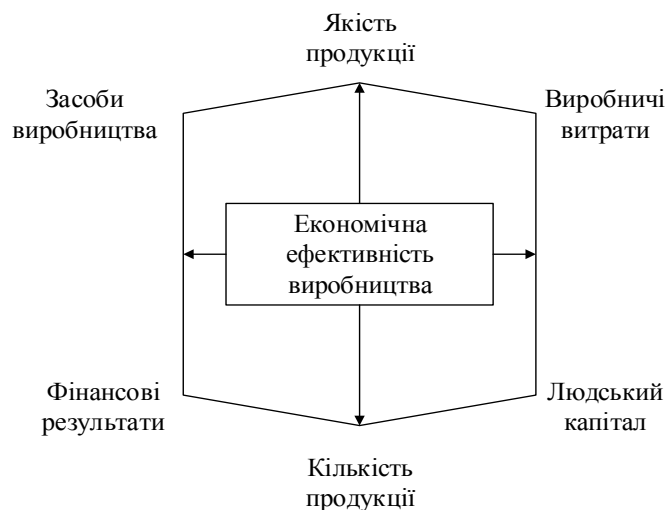 Якість
продукції
Засоби
виробництва
Виробничі
витрати
Економічна
ефективність
виробництва
Фінансові
результати
Людський
капітал
Кількість
продукції